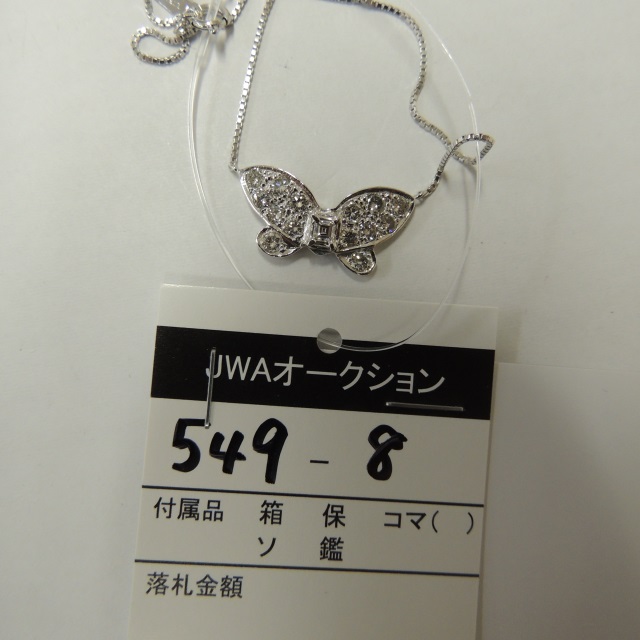 JWAオークション
549-8
付属品 箱 保 コマ( )
ソ 鑑
落札金額